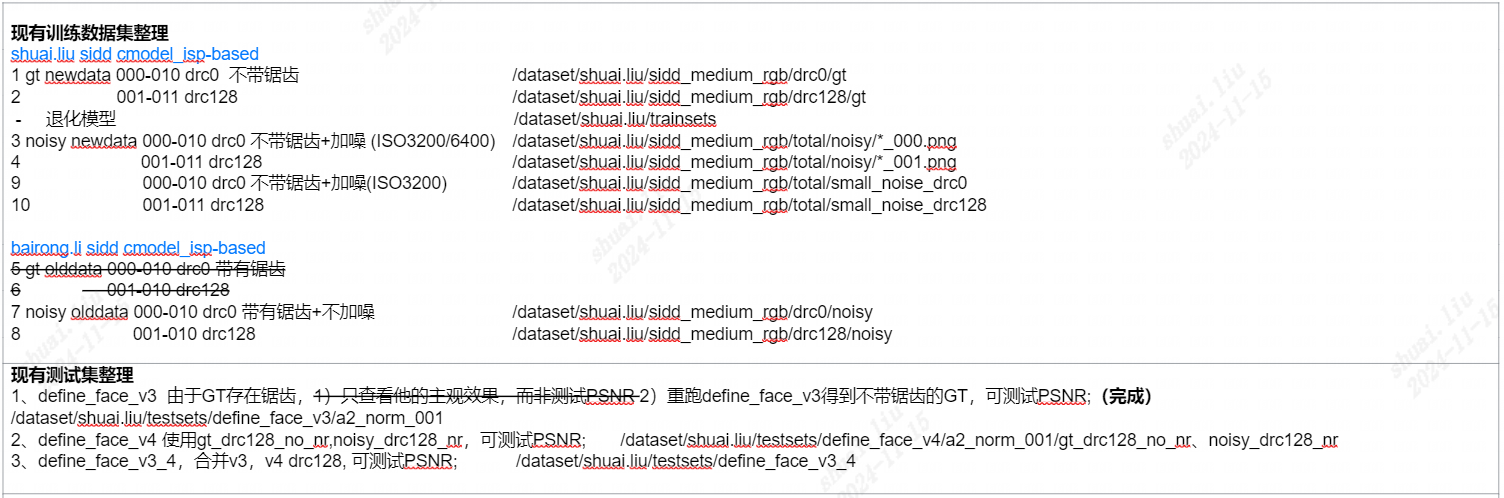 现有训练数据集整理
shuai.liu sidd cmodel_isp-based
1 gt newdata 000-010 drc0 不带锯齿 /dataset/shuai.liu/sidd_medium_rgb/drc0/gt
2 001-011 drc128 /dataset/shuai.liu/sidd_medium_rgb/drc128/gt
- 退化模型 /dataset/shuai.liu/trainsets
3 noisy newdata 000-010 drc0 不带锯齿+加噪 (ISO3200/6400) /dataset/shuai.liu/sidd_medium_rgb/total/noisy/*_000.png
4 001-011 drc128 /dataset/shuai.liu/sidd_medium_rgb/total/noisy/*_001.png
9 000-010 drc0 不带锯齿+加噪(ISO3200) /dataset/shuai.liu/sidd_medium_rgb/total/small_noise_drc0
10 001-011 drc128 /dataset/shuai.liu/sidd_medium_rgb/total/small_noise_drc128
bairong.li sidd cmodel_isp-based
5 gt olddata 000-010 drc0 带有锯齿
6 001-010 drc128
7 noisy olddata 000-010 drc0 带有锯齿+不加噪 /dataset/shuai.liu/sidd_medium_rgb/drc0/noisy
8 001-010 drc128 /dataset/shuai.liu/sidd_medium_rgb/drc128/noisy
现有测试集整理
1、define_face_v3 由于GT存在锯齿，1）只查看他的主观效果，而非测试PSNR 2）重跑define_face_v3得到不带锯齿的GT，可测试PSNR;（完成）
/dataset/shuai.liu/testsets/define_face_v3/a2_norm_001
2、define_face_v4 使用gt_drc128_no_nr,noisy_drc128_nr，可测试PSNR; /dataset/shuai.liu/testsets/define_face_v4/a2_norm_001/gt_drc128_no_nr、noisy_drc128_nr
3、define_face_v3_4，合并v3，v4 drc128, 可测试PSNR; /dataset/shuai.liu/testsets/define_face_v3_4
shuai.liu
2024-11-15